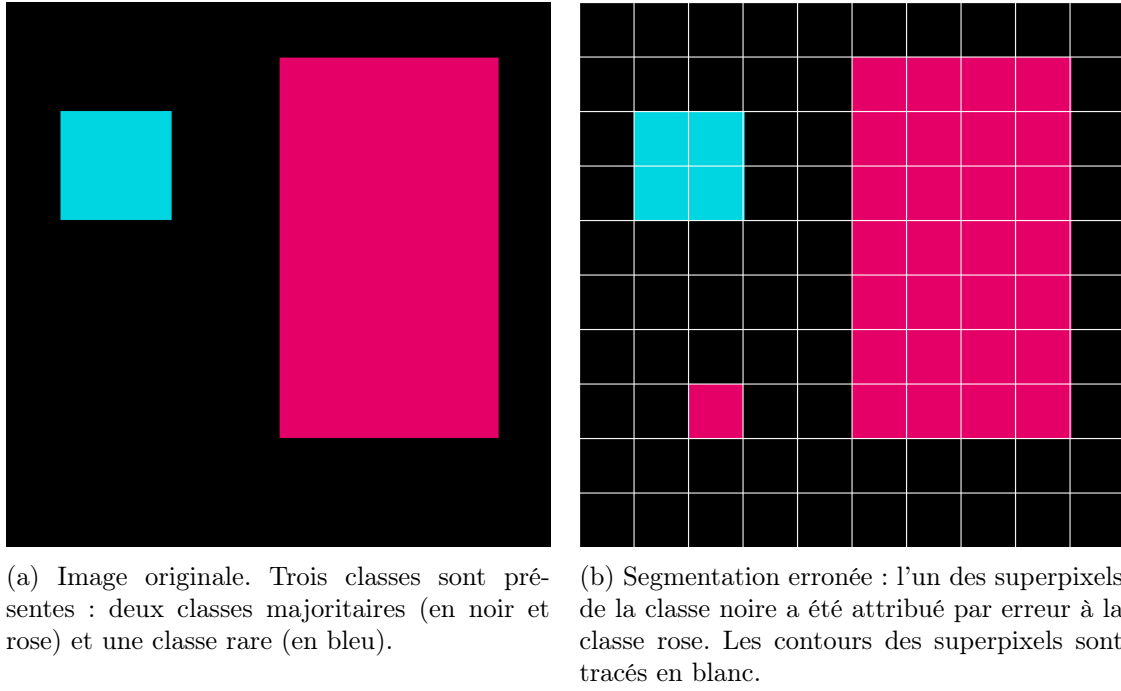 (a) Image originale. Trois classes sont pré-
sentes : deux classes majoritaires (en noir et
rose) et une classe rare (en bleu).
(b) Segmentation erronée : l'un des superpixels
de la classe noire a été attribué par erreur à la
classe rose. Les contours des superpixels sont
tracés en blanc.